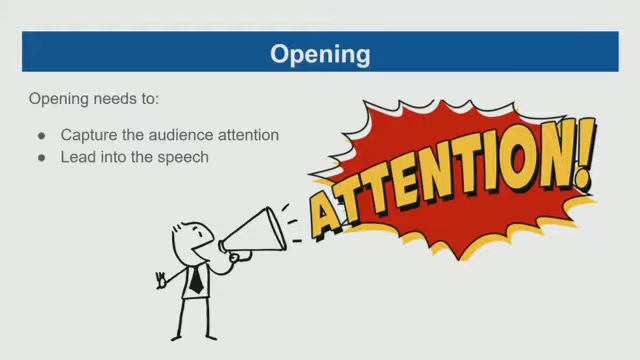 Opening
Opening needs to:
● Capture the audience attention
● Lead into the speech
ATTENTION!